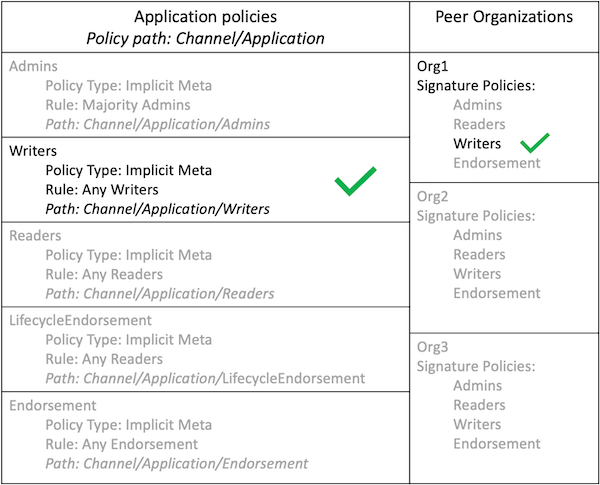 Application policies
Policy path: Channel/Application
Admins
Policy Type: Implicit Meta
Rule: Majority Admins
Path: Channel/Application/Admins
Writers
Policy Type: Implicit Meta
Rule: Any Writers
Path: Channel/Application/Writers
Readers
Policy Type: Implicit Meta
Rule: Any Readers
Path: Channel/Application/Readers
LifecycleEndorsement
Policy Type: Implicit Meta
Rule: Any Readers
Path: Channel/Application/LifecycleEndorsement
Endorsement
Policy Type: Implicit Meta
Rule: Any Endorsement
Path: Channel/Application/Endorsement
Peer Organizations
Org1
Signature Policies:
Admins
Readers
Writers
Endorsement
Org2
Signature Policies:
Admins
Readers
Writers
Endorsement
Org3
Signature Policies:
Admins
Readers
Writers
Endorsement